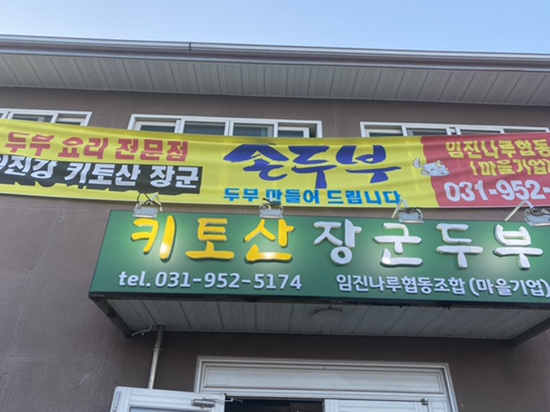 두부 요리 전문점
임진강 키토산 장군
손두부
두부 만들어 드립니다
임진나루협동
(마을기업)
031-952-
키토산 장군두부
tel. 031-952-5174
임진나루협동조합(마을기업)